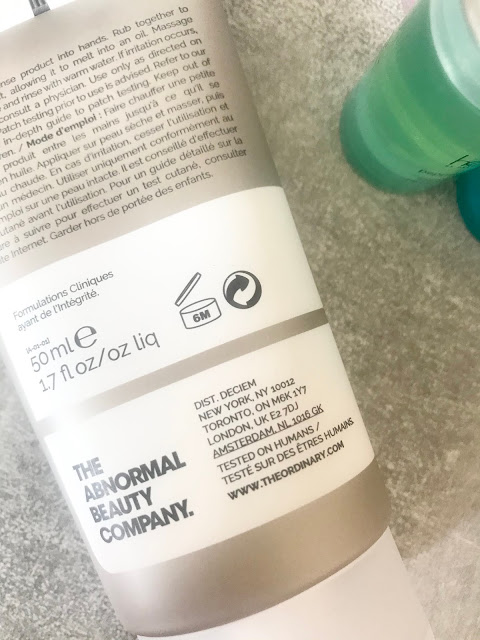 nse product into hands. Rub together to
t, allowing it to melt into an oil. Massage
and rinse with warm water. If irritation occurs,
consult a physician. Use only as directed on
Patch testing prior to use is advised. Refer to our
in-depth guide to patch testing. Keep out of
ren. / Mode d'emploi : Faire chauffer une petite
produit entre les mains jusqu'à ce qu'il se
huile. Appliquer sur peau sèche et masser, puis
au chaude. En cas d'irritation, cesser l'utilisation et
n médecin. Utiliser uniquement conformément au
mploi sur une peau intacte. Il est conseillé d'effectuer
utané avant l'utilisation. Pour un guide détaillé sur la
re à suivre pour effectuer un test cutané, consulter
te Internet. Garder hors de portée des enfants.
Formulations Cliniques
ayant de l'Intégrité.
50 ml e
1.7 fl oz/oz liq
6M
DIST. DECIEM
NEW YORK, NY 10012
TORONTO, ON M6K 1Y7
LONDON, UK E2 7DJ
AMSTERDAM, NL 1016 GK
TESTED ON HUMANS /
TESTÉ SUR DES ÊTRES HUMAINS
WWW.THEORDINARY.COM
THE
ABNORMAL
BEAUTY
COMPANY.